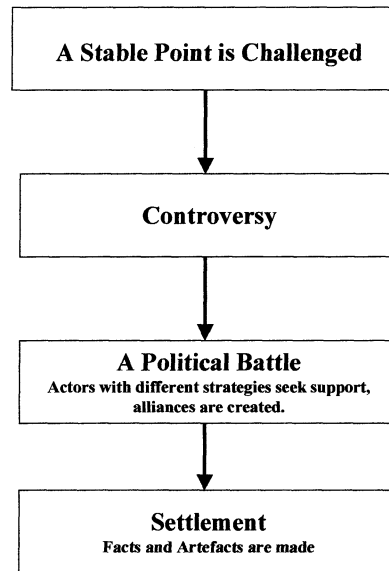 A Stable Point is Challenged
Controversy
A Political Battle
Actors with different strategies seek support,
alliances are created.
Settlement
Facts and Artefacts are made